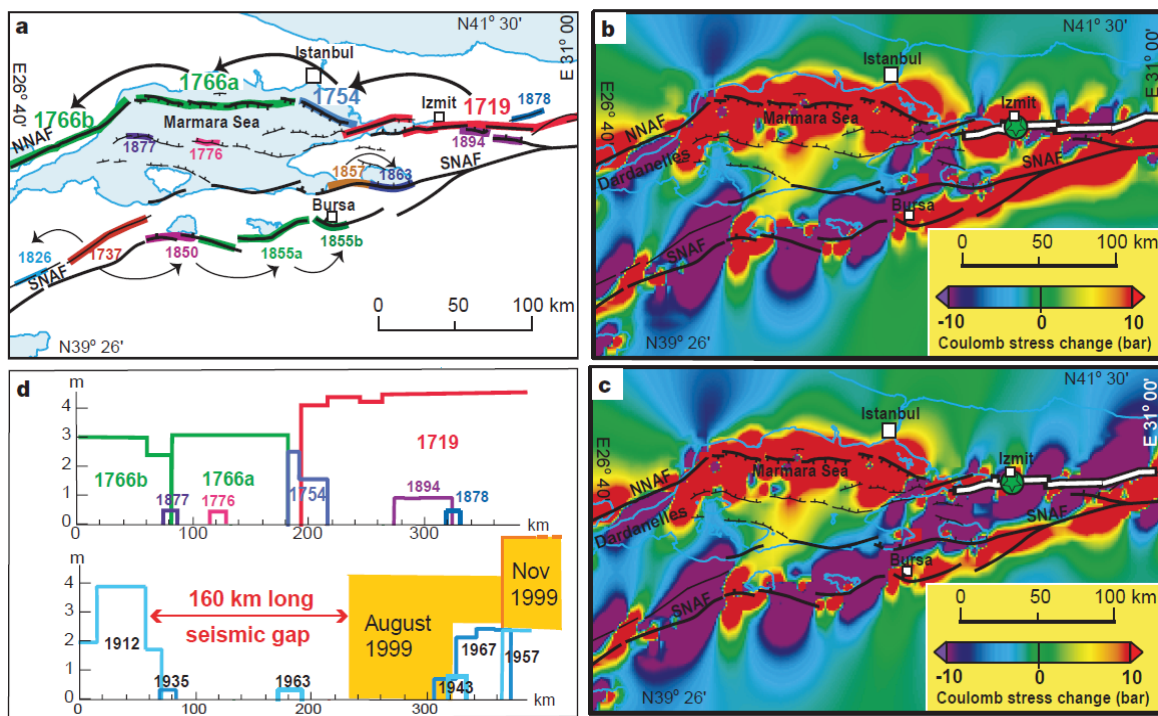 a
N41° 30'
E 31° 00'
E26° 40'
Istanbul
1766a
1754
1766b
Izmit
1719
1878
NNAF
Marmara Sea
1877
1776
1894
SNAF
1857
1863
Bursa
1826
1737
1850
1855a
1855b
SNAF
0 50 100 km
N39° 26'
b
N41° 30'
E 31° 00'
E26° 40'
Istanbul
Izmit
NNAF
Marmara Sea
Dardanelles
SNAF
Bursa
SNAF
N39° 26'
0 50 100 km
-10 0 10
Coulomb stress change (bar)
d
m
4
3
2
1
0
1766b
1877
1766a
1776
1754
1719
1894
1878
0 100 200 300 km
m
4
3
2
1
0
1912
160 km long
seismic gap
1935
1963
August
1999
Nov
1999
1967
1957
1943
0 100 200 300 km
c
N41° 30'
E 31° 00'
E26° 40'
Istanbul
Izmit
NNAF
Marmara Sea
Dardanelles
SNAF
Bursa
SNAF
N39° 26'
0 50 100 km
-10 0 10
Coulomb stress change (bar)